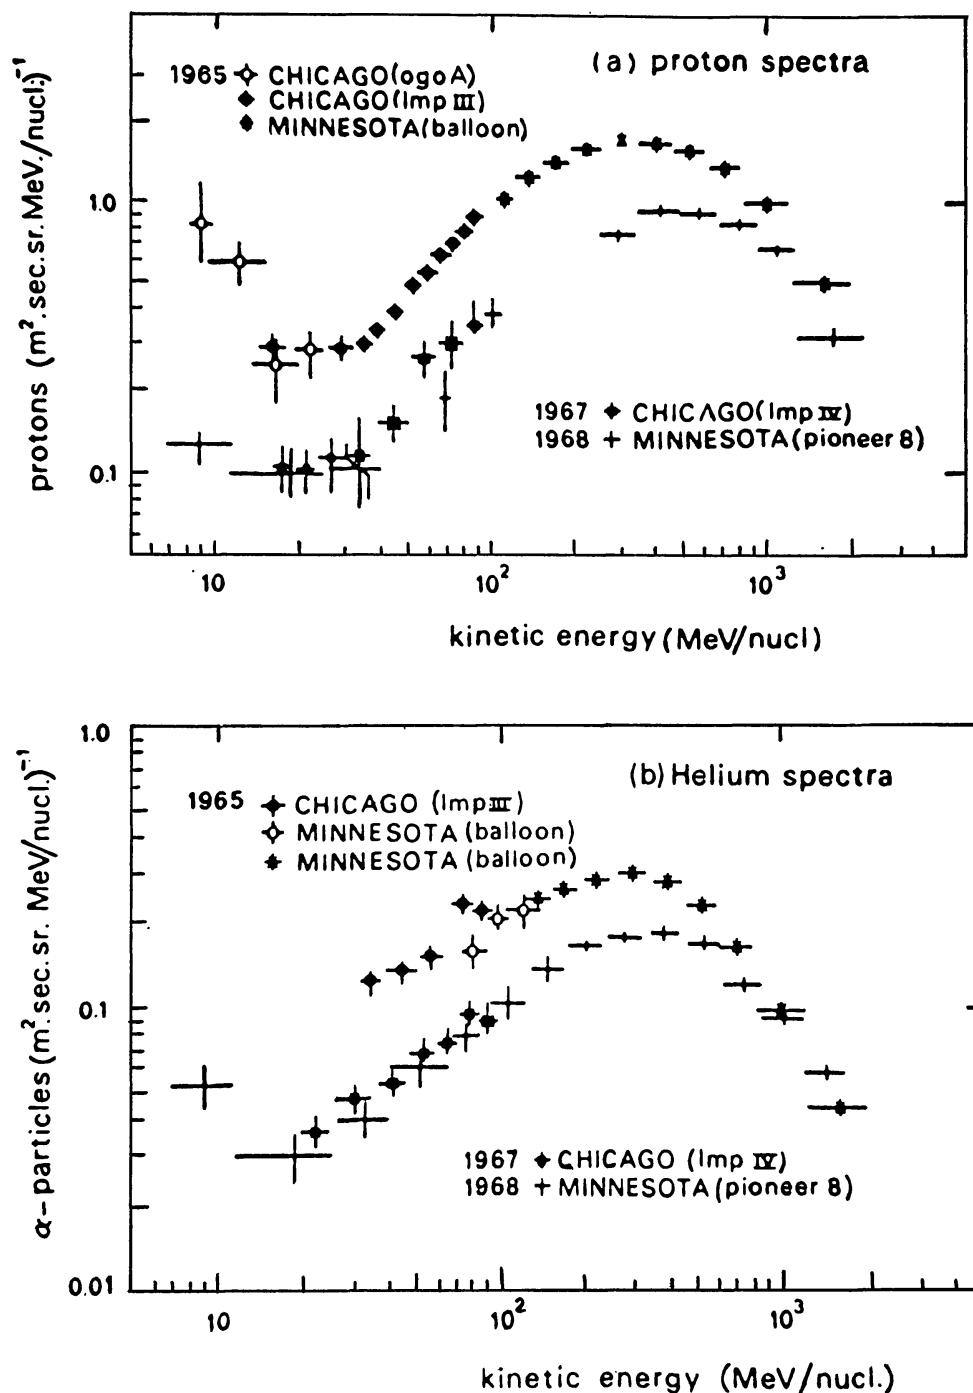 (a) proton spectra
1965 CHICAGO(ogo A)
CHICAGO(Imp III)
MINNESOTA(balloon)
protons (m².sec.sr. MeV./nucl.)⁻¹
1.0
0.1
1967 CHICAGO(Imp IV)
1968 + MINNESOTA(pioneer 8)
10 10² 10³
kinetic energy (MeV/nucl)
1.0
(b) Helium spectra
1965 CHICAGO (Imp III)
MINNESOTA (balloon)
MINNESOTA (balloon)
α-particles (m².sec.sr. MeV/nucl.)⁻¹
0.1
1967 CHICAGO (Imp IV)
1968 + MINNESOTA (pioneer 8)
0.01
10 10² 10³
kinetic energy (MeV/nucl.)